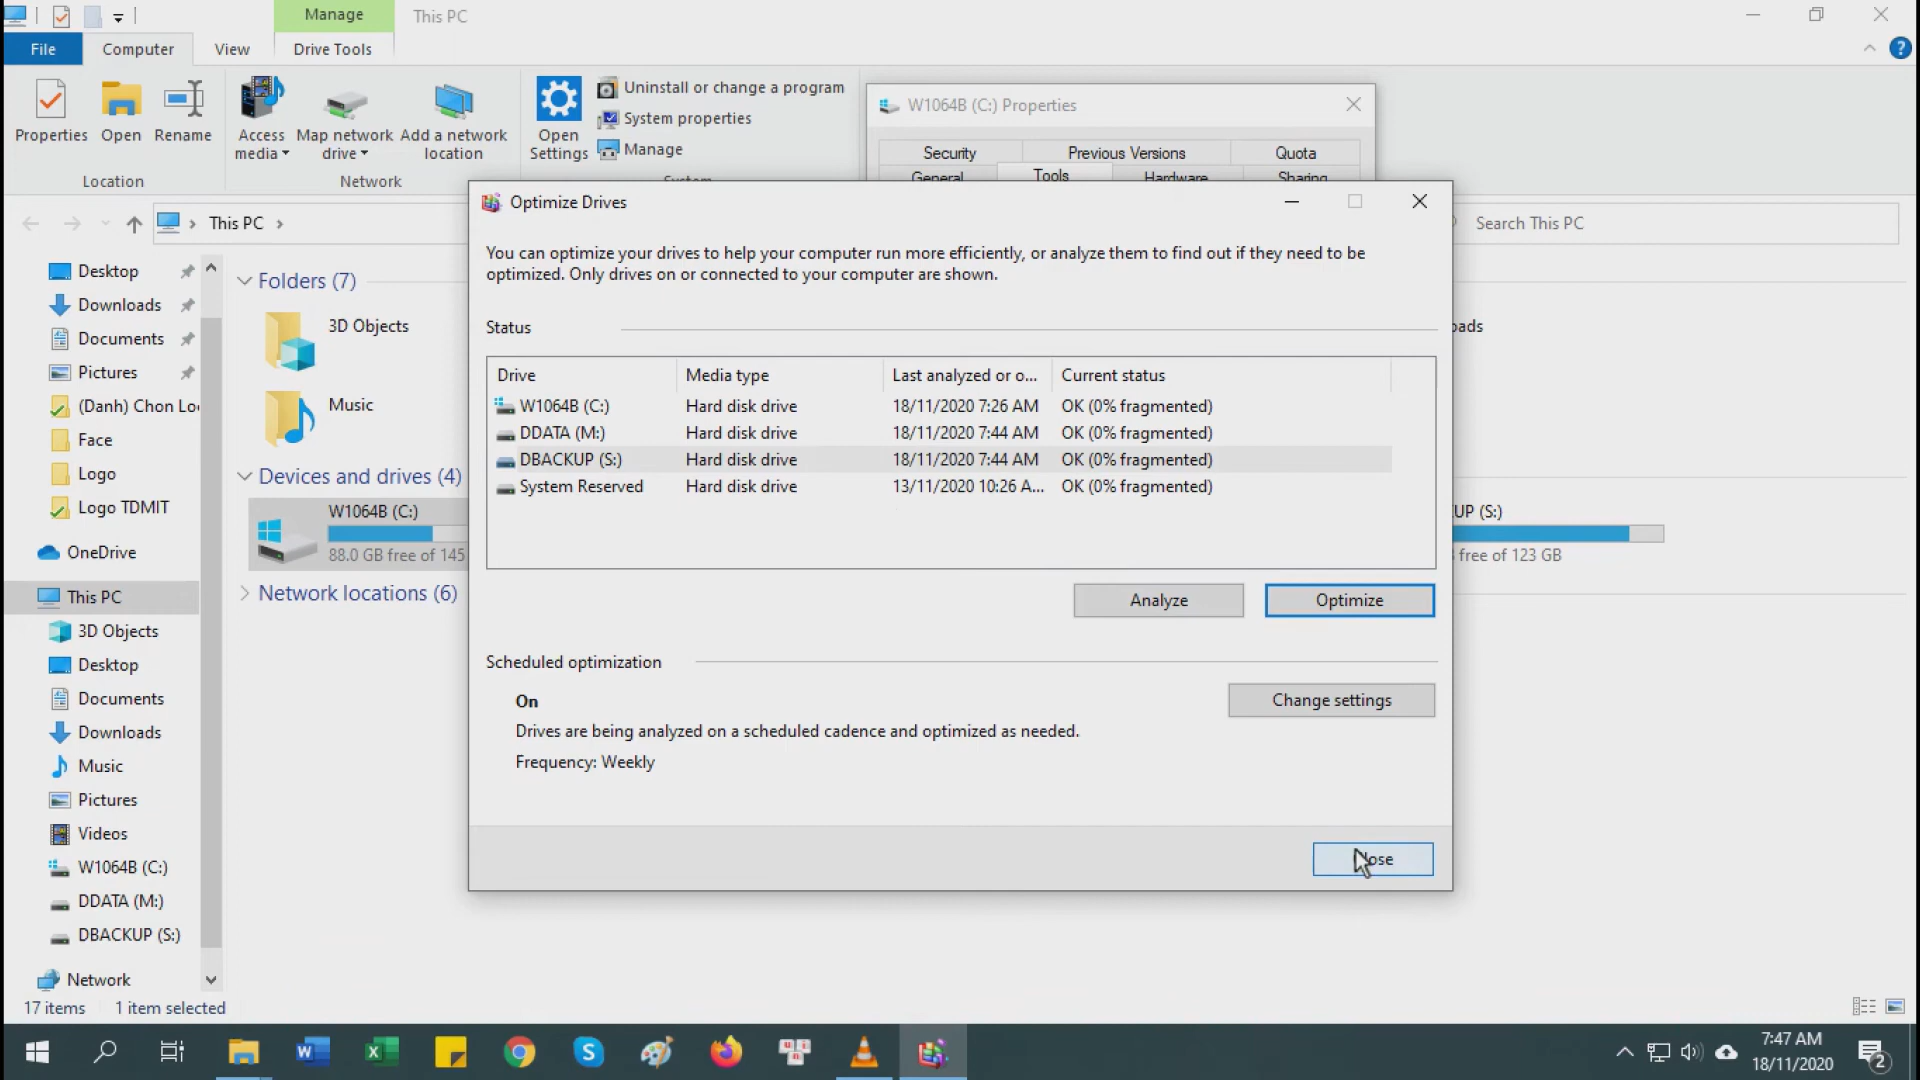 Manage
This PC
File
Computer
View
Drive Tools
Properties
Open
Rename
Access media
Map network drive
Add a network location
Open Settings
Uninstall or change a program
System properties
Manage
Location
Network
W1064B (C:) Properties
Security
Previous Versions
Quota
General
Tools
Hardware
Sharing
This PC
Search This PC
Desktop
Downloads
Documents
Pictures
(Danh) Chon Lo
Face
Logo
Logo TDMIT
OneDrive
This PC
3D Objects
Desktop
Documents
Downloads
Music
Pictures
Videos
W1064B (C:)
DDATA (M:)
DBACKUP (S:)
Network
Folders (7)
3D Objects
Music
Devices and drives (4)
W1064B (C:)
88.0 GB free of 145
Network locations (6)
oads
UP (S:)
free of 123 GB
Optimize Drives
You can optimize your drives to help your computer run more efficiently, or analyze them to find out if they need to be
optimized. Only drives on or connected to your computer are shown.
Status
Drive Media type Last analyzed or o... Current status
W1064B (C:) Hard disk drive 18/11/2020 7:26 AM OK (0% fragmented)
DDATA (M:) Hard disk drive 18/11/2020 7:44 AM OK (0% fragmented)
DBACKUP (S:) Hard disk drive 18/11/2020 7:44 AM OK (0% fragmented)
System Reserved Hard disk drive 13/11/2020 10:26 A... OK (0% fragmented)
Analyze
Optimize
Scheduled optimization
On
Change settings
Drives are being analyzed on a scheduled cadence and optimized as needed.
Frequency: Weekly
ose
17 items
1 item selected
7:47 AM
18/11/2020
2